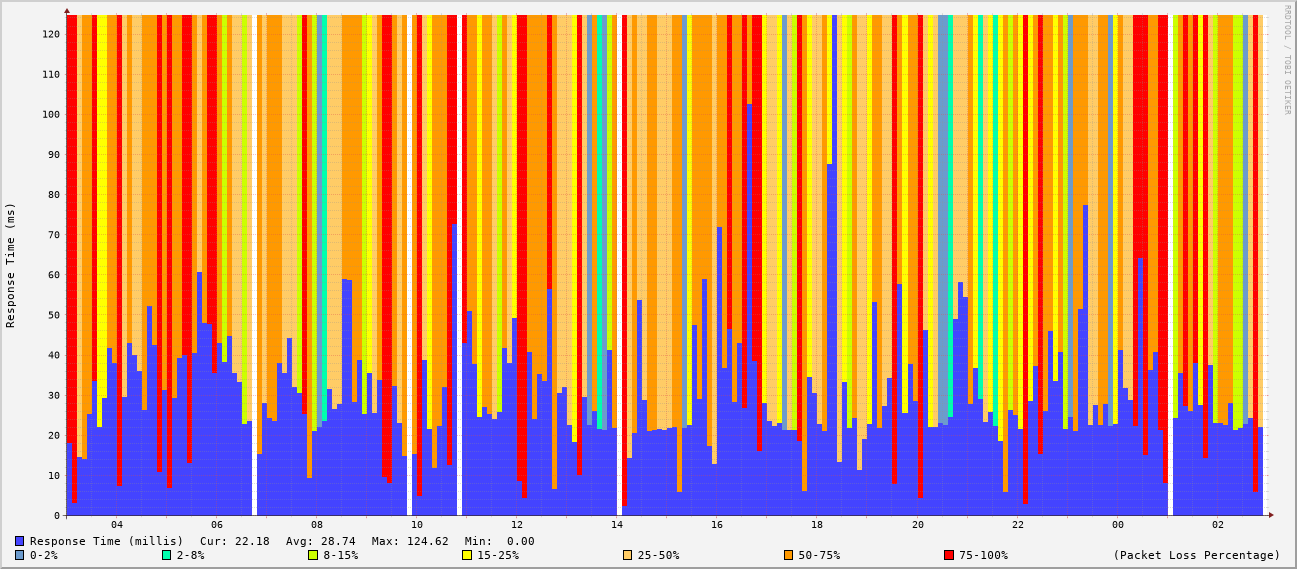 RRDTOOL / TOBI OETIKER
Response Time (ms)
120
110
100
90
80
70
60
50
40
30
20
10
0
04 06 08 10 12 14 16 18 20 22 00 02
Response Time (millis) Cur: 22.18 Avg: 28.74 Max: 124.62 Min: 0.00
0-2% 2-8% 8-15% 15-25% 25-50% 50-75% 75-100% (Packet Loss Percentage)